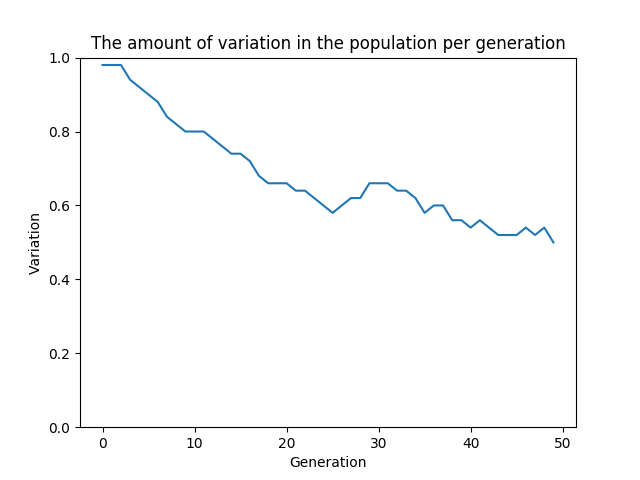 The amount of variation in the population per generation
1.0
0.8
0.6
0.4
0.2
0.0
Variation
0 10 20 30 40 50
Generation